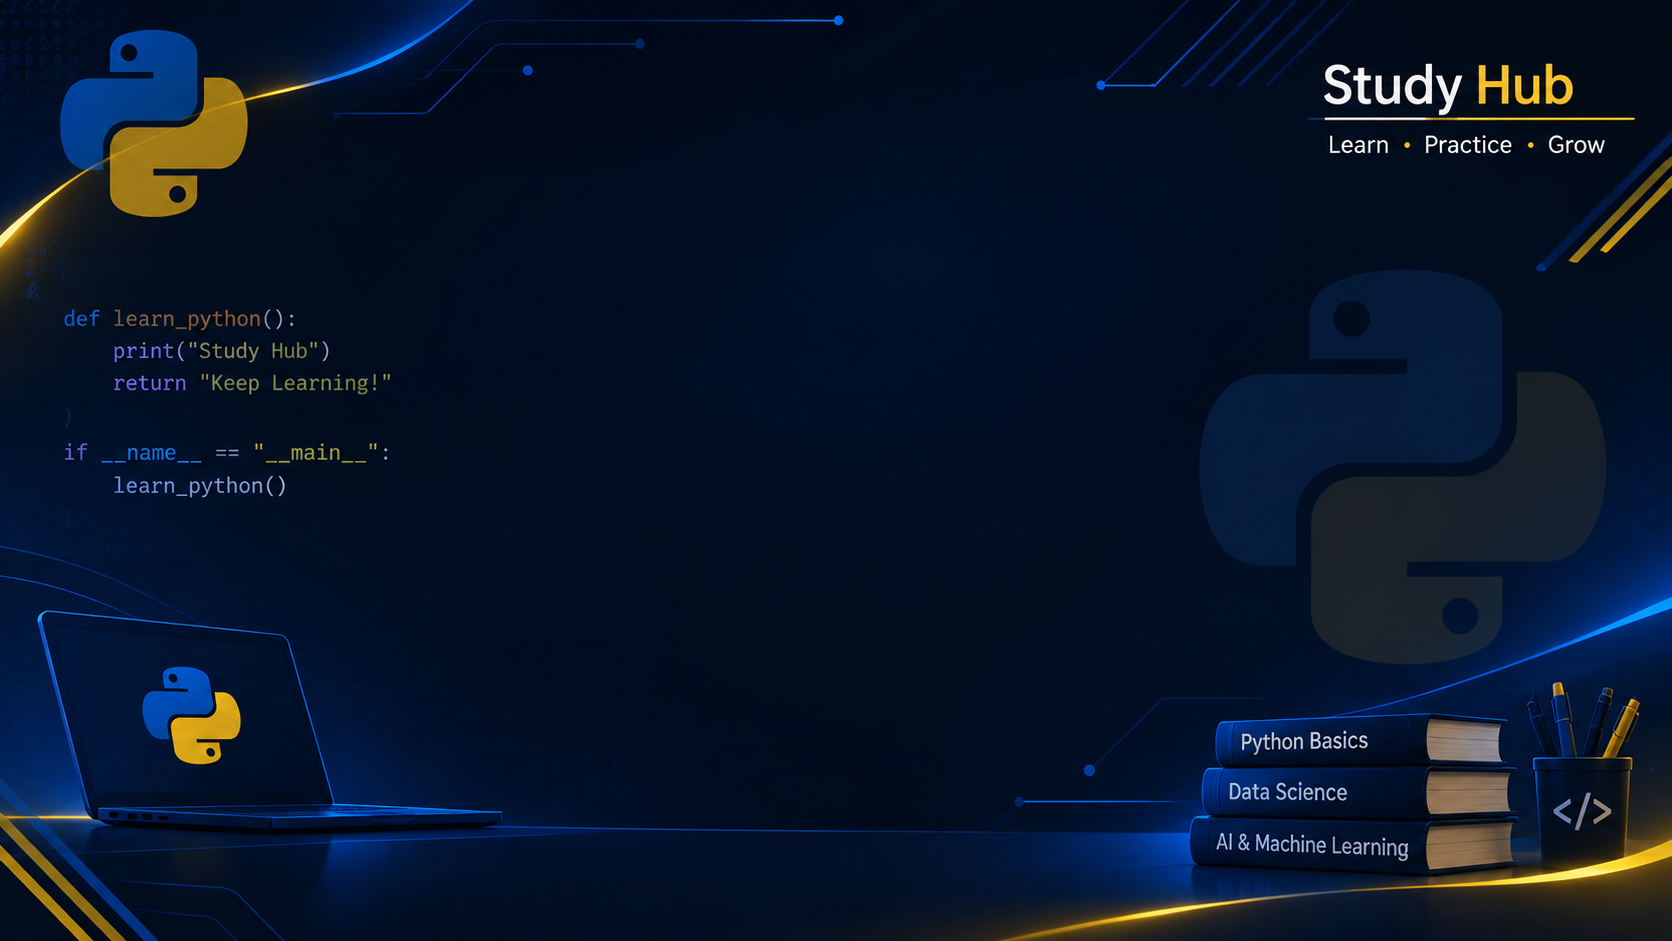 Study Hub
Learn • Practice • Grow
def learn_python():
    print("Study Hub")
    return "Keep Learning!"
)
if __name__ == "__main__":
    learn_python()
Python Basics
Data Science
AI & Machine Learning
</>